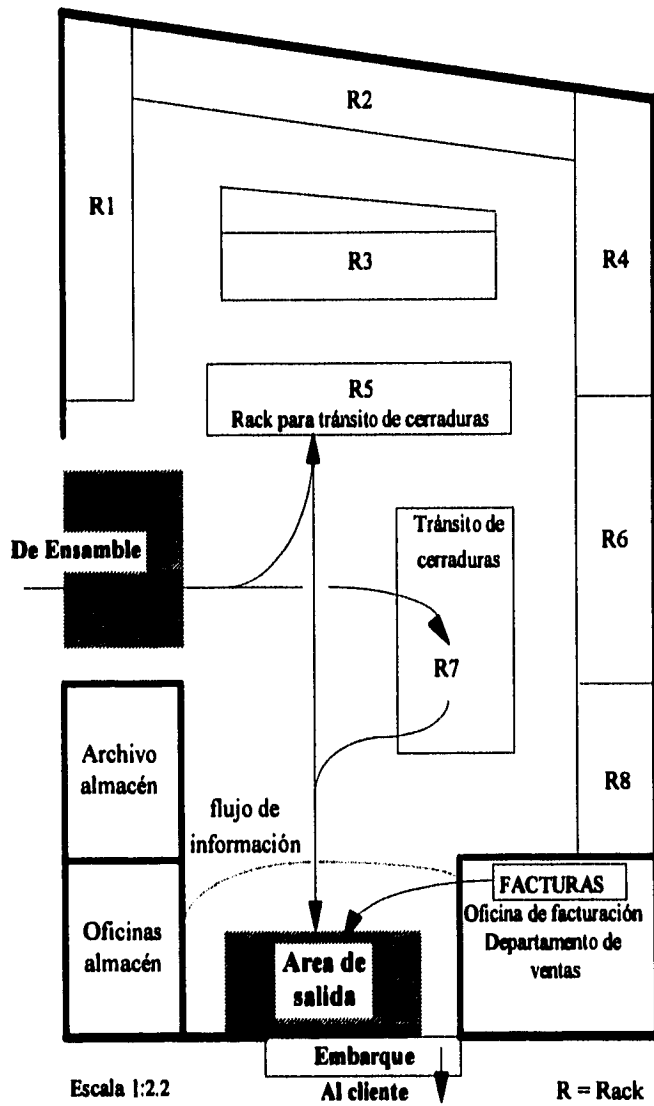 R2
R1
R3
R4
R5
Rack para tránsito de cerraduras
Tránsito de
cerraduras
De Ensamble
R6
R7
Archivo
almacén
R8
flujo de
información
FACTURAS
Oficina de facturación
Departamento de
ventas
Oficinas
almacén
Area de
salida
Embarque
Escala 1:2.2
Al cliente
R = Rack